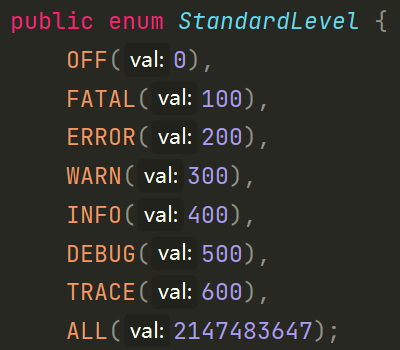 public enum StandardLevel {
OFF( val: 0),
FATAL( val: 100),
ERROR( val: 200),
WARN( val: 300),
INFO( val: 400),
DEBUG( val: 500),
TRACE( val: 600),
ALL( val: 2147483647);